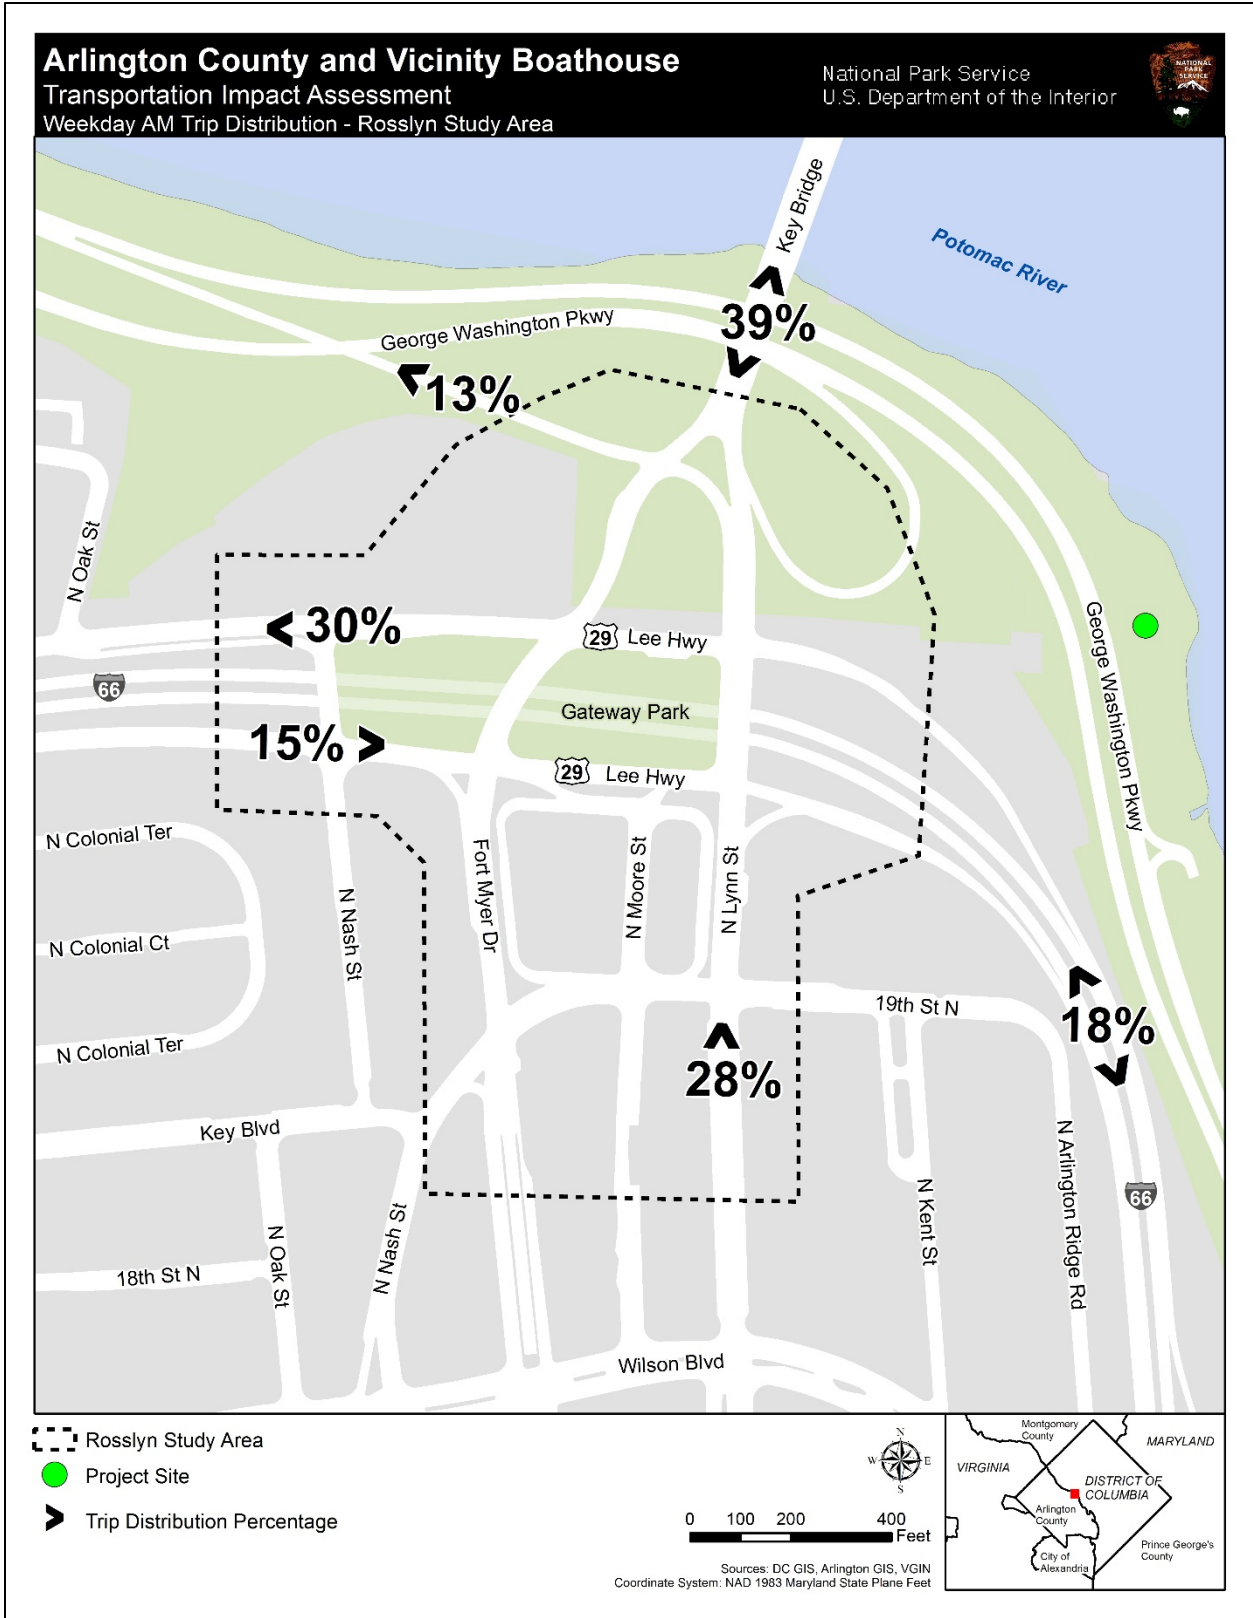 Arlington County and Vicinity Boathouse
Transportation Impact Assessment
Weekday AM Trip Distribution - Rosslyn Study Area
National Park Service
U.S. Department of the Interior
NATIONAL
PARK
SERVICE
Key Bridge
Potomac River
39%
George Washington Pkwy
13%
N Oak St
30%
29 Lee Hwy
George Washington Pkwy
66
Gateway Park
15%
29 Lee Hwy
N Colonial Ter
Fort Myer Dr
N Moore St
N Lynn St
N Nash St
N Colonial Ct
19th St N
18%
N Colonial Ter
28%
Key Blvd
N Arlington Ridge Rd
N Kent St
66
N Nash St
N Oak St
18th St N
Wilson Blvd
Rosslyn Study Area
Project Site
Trip Distribution Percentage
N
W E
S
0 100 200 400
Feet
Sources: DC GIS, Arlington GIS, VGIN
Coordinate System: NAD 1983 Maryland State Plane Feet
Montgomery
County
MARYLAND
VIRGINIA
DISTRICT OF
COLUMBIA
Arlington
County
Prince George's
County
City of
Alexandria